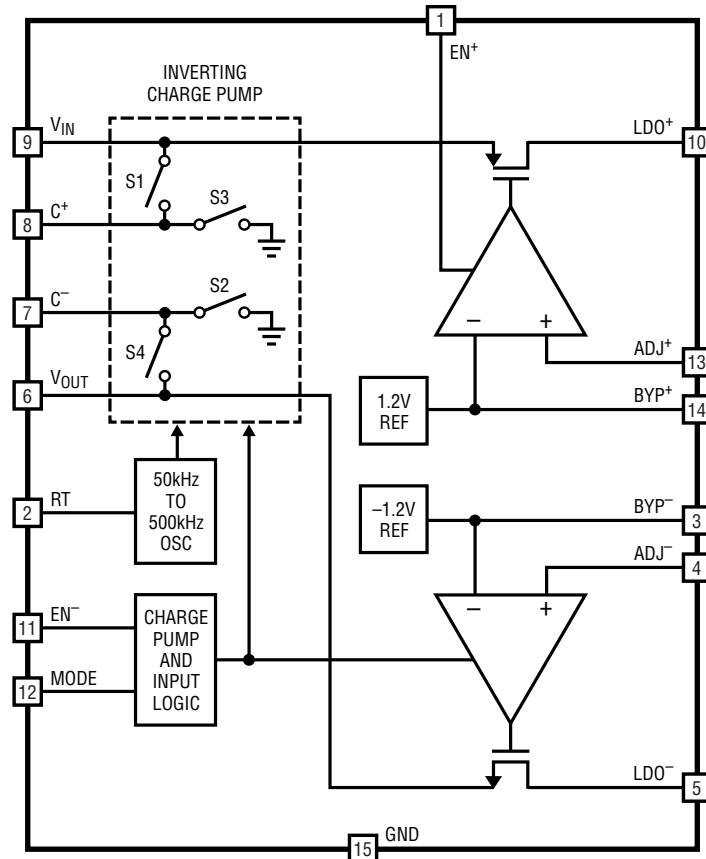 1
EN+
INVERTING
CHARGE PUMP
9
VIN
LDO+
10
S1
S3
8
C+
7
C–
S2
S4
6
VOUT
–
+
ADJ+
13
1.2V
REF
BYP+
14
2
RT
50kHz
TO
500kHz
OSC
–1.2V
REF
BYP–
3
ADJ–
4
–
+
11
EN–
12
MODE
CHARGE
PUMP
AND
INPUT
LOGIC
LDO–
5
15
GND